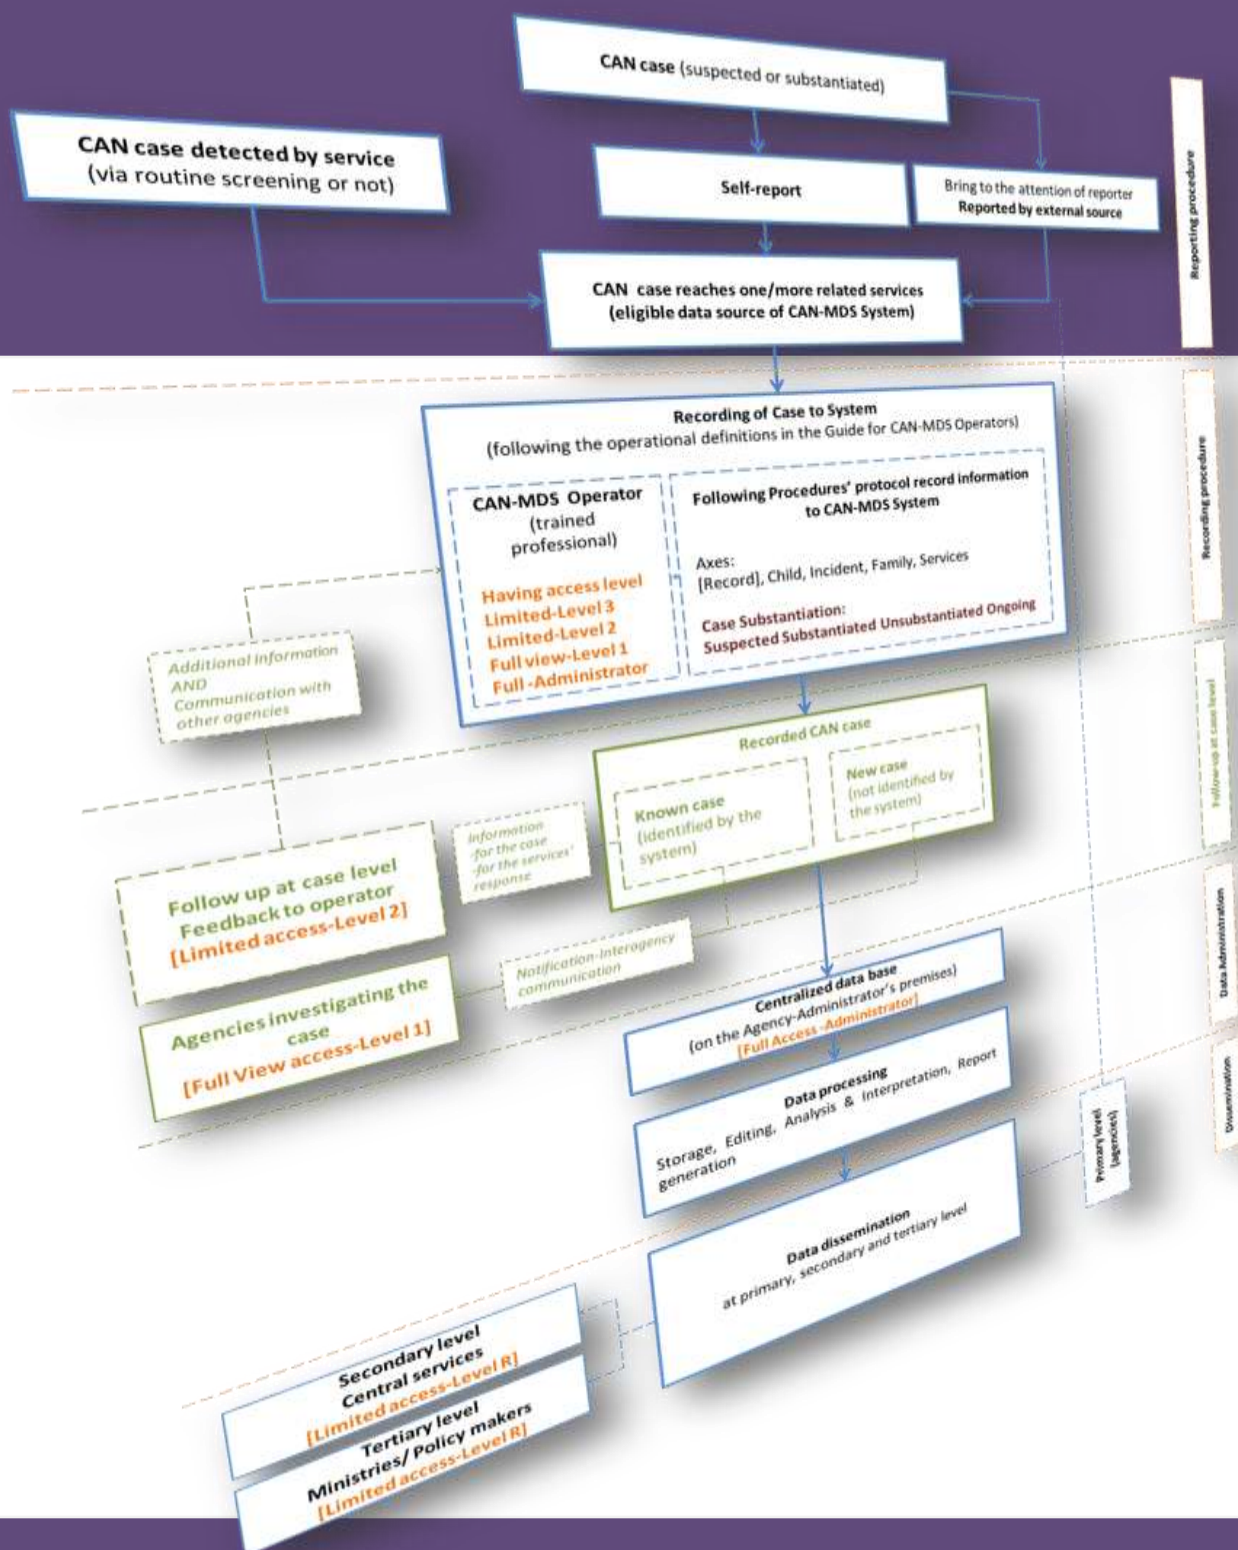 CAN case (suspected or substantiated)
CAN case detected by service
(via routine screening or not)
Self-report
Bring to the attention of reporter
Reported by external source
Reporting procedure
CAN case reaches one/more related services
(eligible data source of CAN-MDS System)
Recording of Case to System
(following the operational definitions in the Guide for CAN-MDS Operators)
CAN-MDS Operator
(trained
professional)
Having access level
Limited-Level 3
Limited-Level 2
Full view-Level 1
Full -Administrator
Following Procedures' protocol record information
to CAN-MDS System
Axes:
[Record], Child, Incident, Family, Services
Case Substantiation:
Suspected Substantiated Unsubstantiated Ongoing
Recording procedure
Additional information
AND
Communication with
other agencies
Recorded CAN case
Known case
(identified by the
system)
New case
(not identified by
the system)
Follow-up at case level
Information
-for the case
-for the services'
response
Follow up at case level
Feedback to operator
[Limited access-Level 2]
Notification-Interagency
communication
Agencies investigating the
case
[Full View access-Level 1]
Centralized data base
(on the Agency-Administrator's premises)
[Full Access -Administrator]
Data Administration
Data processing
Storage, Editing, Analysis & Interpretation, Report
generation
Dissemination
Primary level
(agencies)
Data dissemination
at primary, secondary and tertiary level
Secondary level
Central services
[Limited access-Level R]
Tertiary level
Ministries/ Policy makers
[Limited access-Level R]